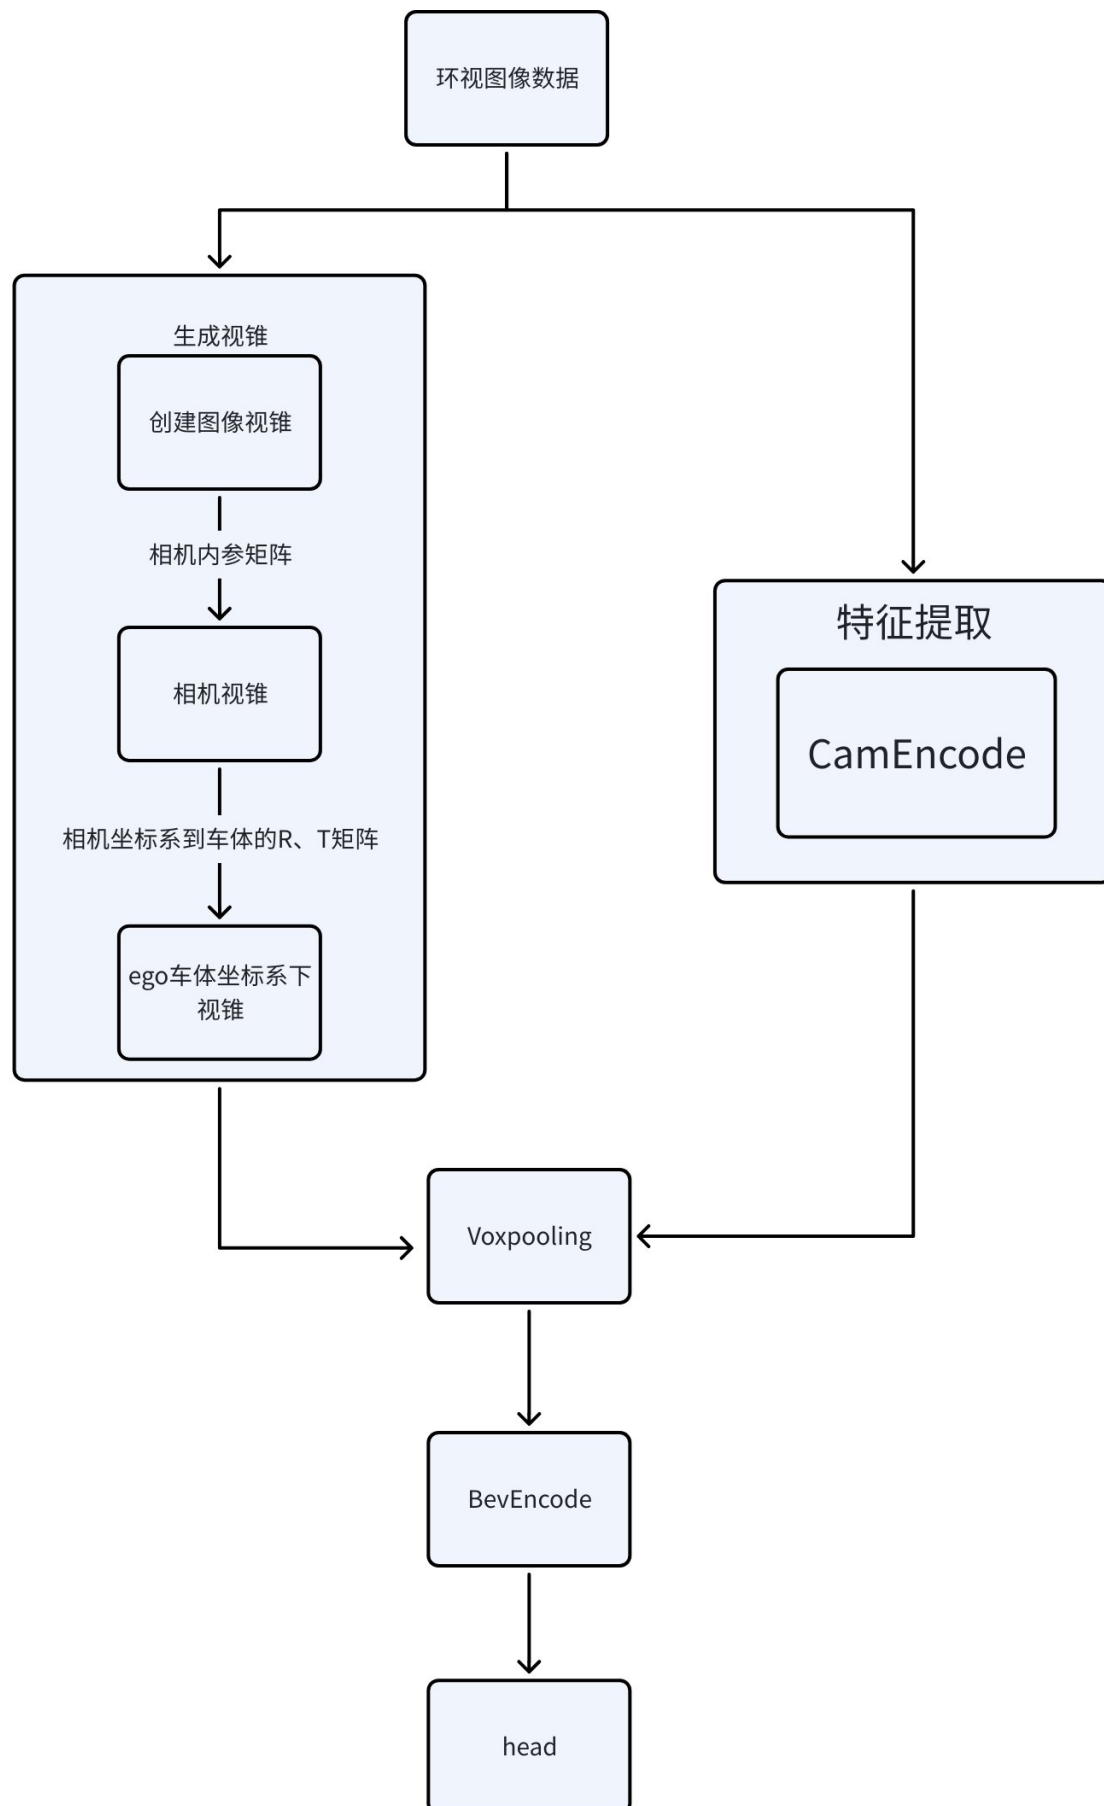 环视图像数据
生成视锥
创建图像视锥
相机内参矩阵
相机视锥
相机坐标系到车体的R、T矩阵
ego车体坐标系下
视锥
特征提取
CamEncode
Voxpooling
BevEncode
head